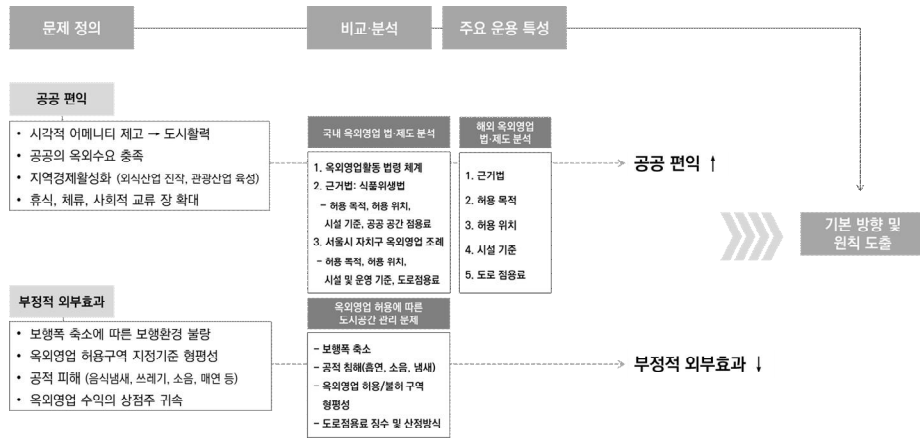 문제 정의
비교·분석
주요 운용 특성
공공 편익
• 시각적 어메니티 제고 → 도시활력
• 공공의 옥외수요 충족
• 지역경제활성화 (외식산업 진작, 관광산업 육성)
• 휴식, 체류, 사회적 교류 장 확대
국내 옥외영업 법·제도 분석
1. 옥외영업활동 법령 체계
2. 근거법: 식품위생법
– 허용 목적, 허용 위치,
시설 기준, 공공 공간 점용료
3. 서울시 자치구 옥외영업 조례
– 허용 목적, 허용 위치,
시설 및 운영 기준, 도로점용료
해외 옥외영업
법·제도 분석
1. 근거법
2. 허용 목적
3. 허용 위치
4. 시설 기준
5. 도로 점용료
공공 편익 ↑
기본 방향 및
원칙 도출
부정적 외부효과
• 보행폭 축소에 따른 보행환경 불량
• 옥외영업 허용구역 지정기준 형평성
• 공적 피해 (음식냄새, 쓰레기, 소음, 매연 등)
• 옥외영업 수익의 상점주 귀속
옥외영업 허용에 따른
도시공간 관리 문제
– 보행폭 축소
– 공적 침해(흡연, 소음, 냄새)
– 옥외영업 허용/불허 구역
형평성
– 도로점용료 징수 및 산정방식
부정적 외부효과 ↓